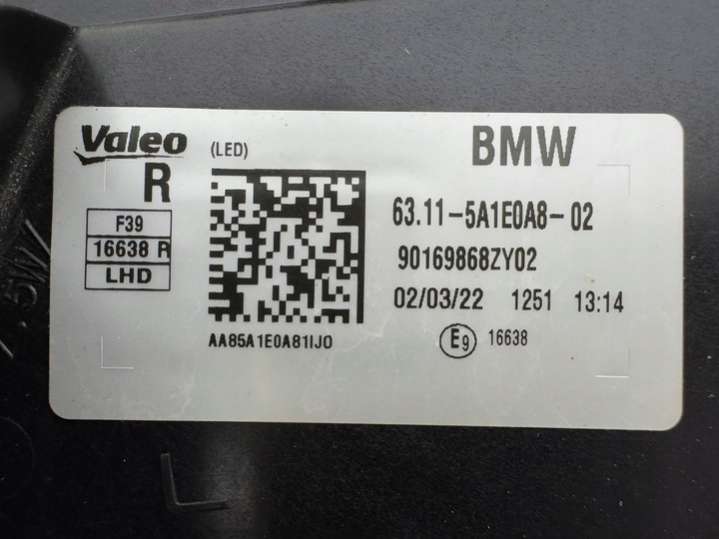 Valeo (LED) BMW
R
F39
16638 R
LHD
AA85A1E0A81IJ0
63.11-5A1E0A8-02
90169868ZY02
02/03/22 1251 13:14
E9 16638
L